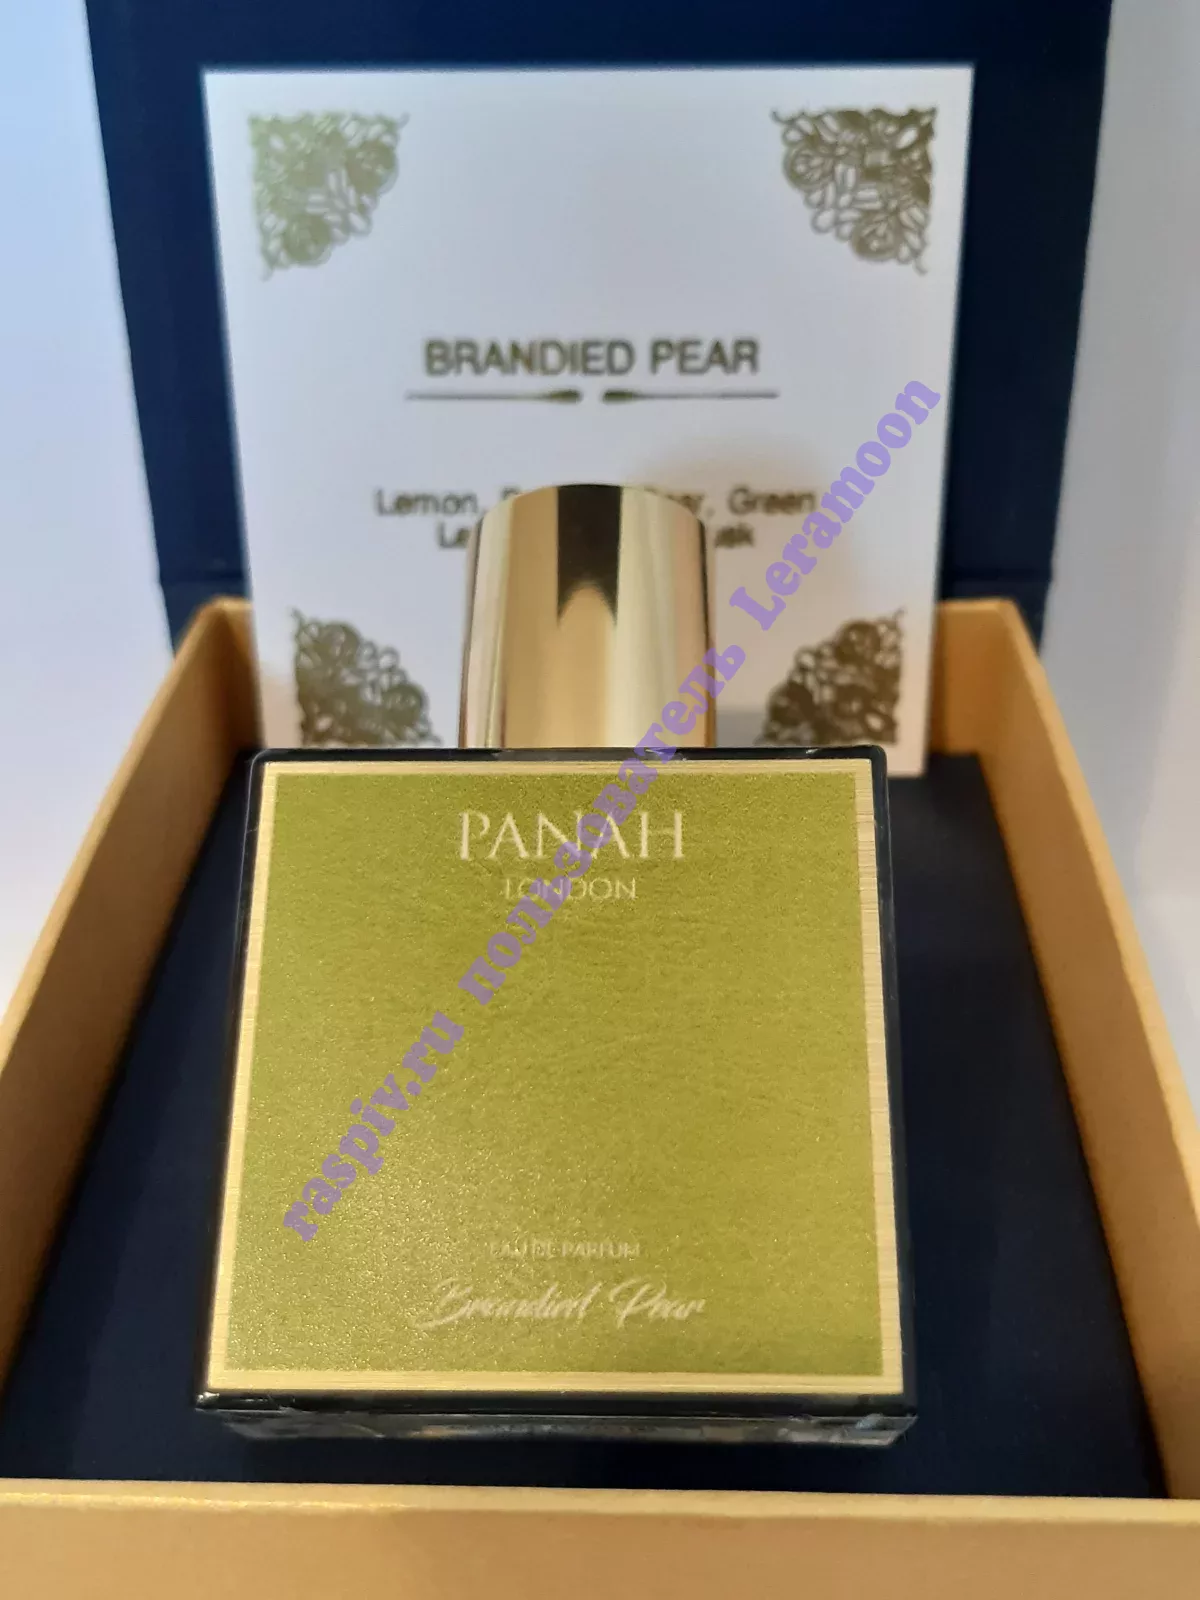 BRANDIED PEAR
Lemon, Green
PANAH
LONDON
EAU DE PARFUM
Brandied Pear
raspiv.ru пользователь Leramoon